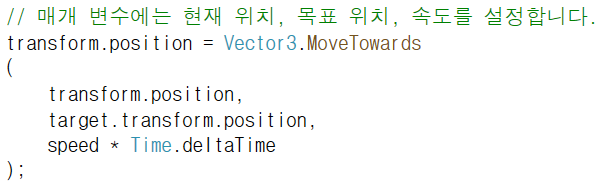 // 매개 변수에는 현재 위치, 목표 위치, 속도를 설정합니다.
transform.position = Vector3.MoveTowards
(
    transform.position,
    target.transform.position,
    speed * Time.deltaTime
);